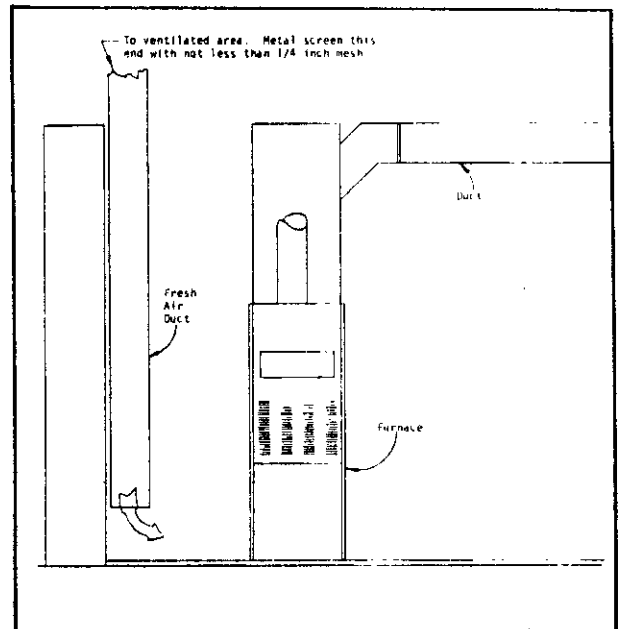 To ventilated area. Metal screen this
end with not less than 1/4 inch mesh
Duct
Fresh
Air
Duct
Furnace